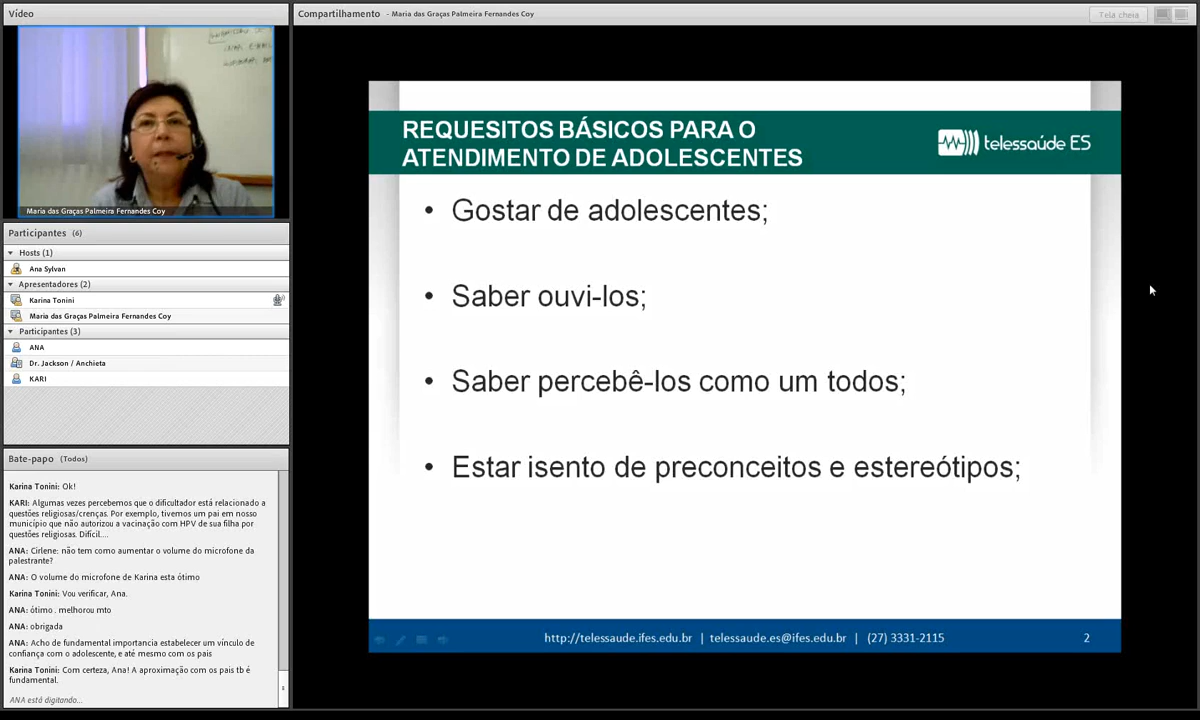 Vídeo
Maria das Graças Palmeira Fernandes Coy
Participantes (6)
Hosts (1)
Ana Sylvan
Apresentadores (2)
Karina Tonini
Maria das Graças Palmeira Fernandes Coy
Participantes (3)
ANA
Dr. Jackson / Anchieta
KARI
Bate-papo (Todos)
Karina Tonini: Ok!
KARI: Algumas vezes percebemos que o dificultador está relacionado a
questões religiosas/crenças. Por exemplo, tivemos um pai em nosso
município que não autorizou a vacinação com HPV de sua filha por
questões religiosas. Difícil....
ANA: Cirlene: não tem como aumentar o volume do microfone da
palestrante?
ANA: O volume do microfone de Karina esta ótimo
Karina Tonini: Vou verificar, Ana.
ANA: ótimo . melhorou mto
ANA: obrigada
ANA: Acho de fundamental importancia estabelecer um vínculo de
confiança com o adolescente, e até mesmo com os pais
Karina Tonini: Com certeza, Ana! A aproximação com os pais tb é
fundamental.
ANA está digitando...
Compartilhamento - Maria das Graças Palmeira Fernandes Coy
Tela cheia
REQUESITOS BÁSICOS PARA O
ATENDIMENTO DE ADOLESCENTES
telessaúde ES
• Gostar de adolescentes;
• Saber ouvi-los;
• Saber percebê-los como um todos;
• Estar isento de preconceitos e estereótipos;
http://telessaude.ifes.edu.br | telessaude.es@ifes.edu.br | (27) 3331-2115
2